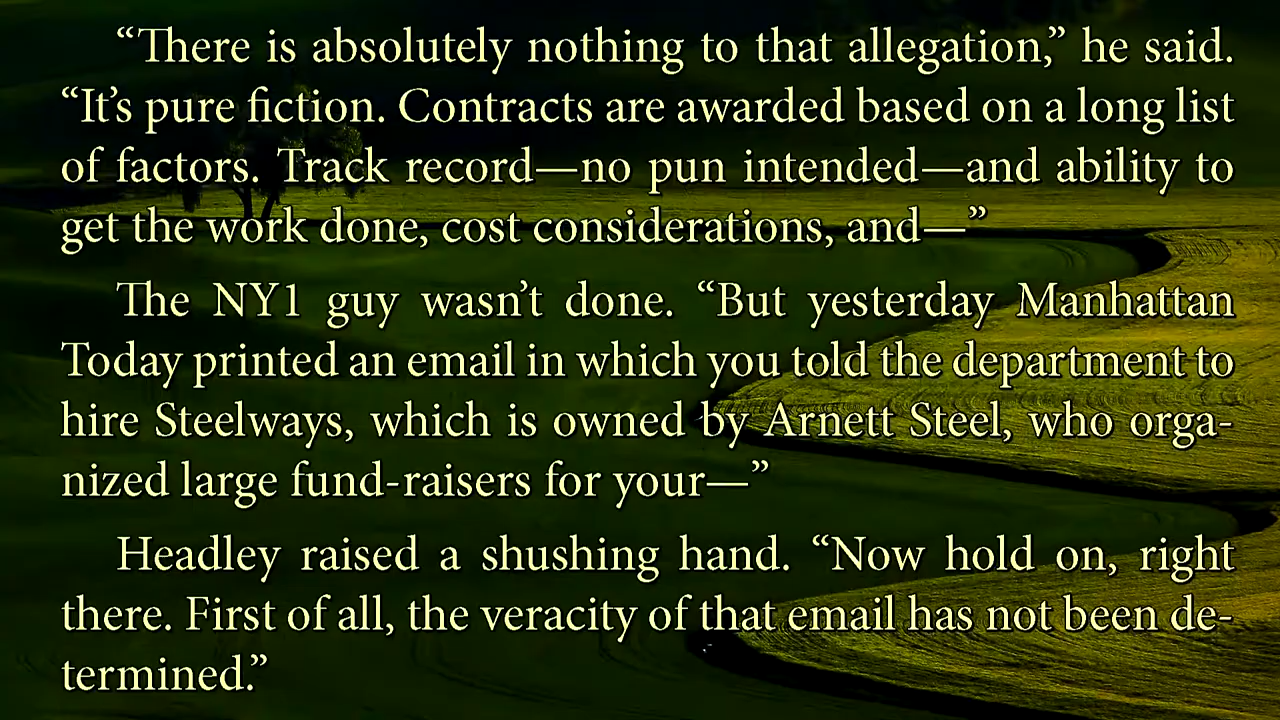 “There is absolutely nothing to that allegation,” he said.
“It’s pure fiction. Contracts are awarded based on a long list
of factors. Track record—no pun intended—and ability to
get the work done, cost considerations, and—”
The NY1 guy wasn’t done. “But yesterday Manhattan
Today printed an email in which you told the department to
hire Steelways, which is owned by Arnett Steel, who orga-
nized large fund-raisers for your—”
Headley raised a shushing hand. “Now hold on, right
there. First of all, the veracity of that email has not been de-
termined.”